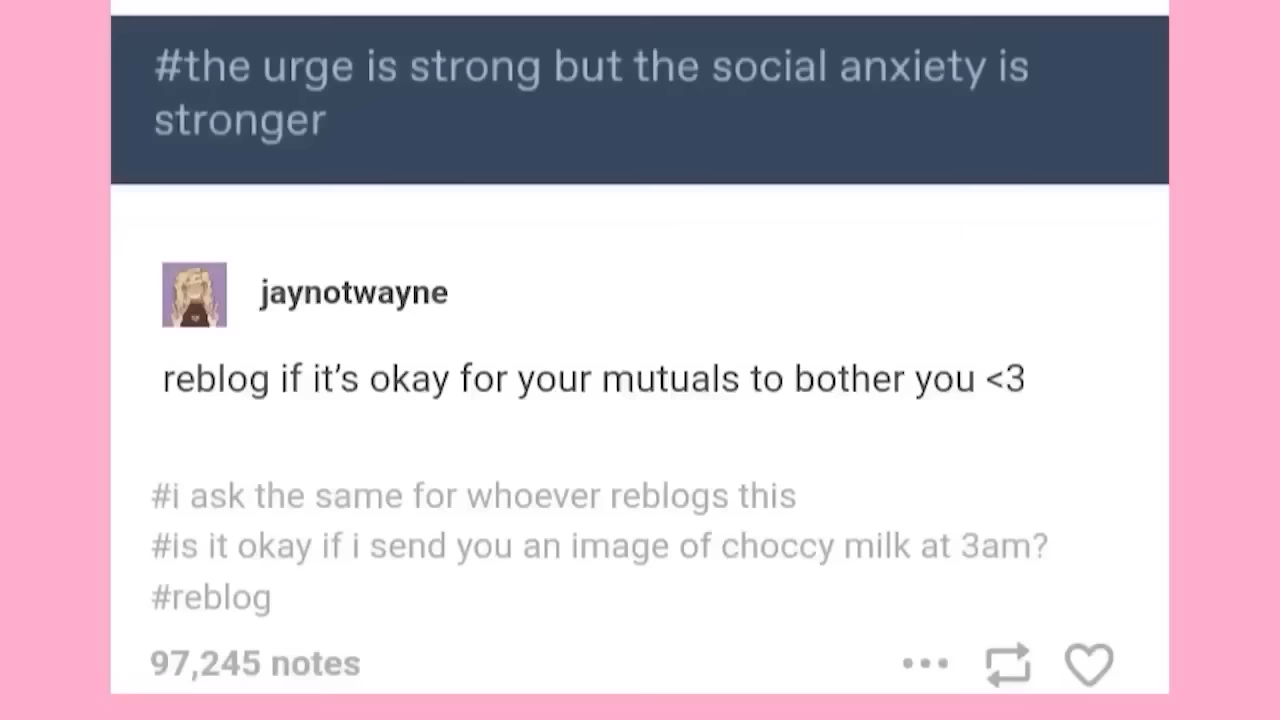 #the urge is strong but the social anxiety is
stronger
jaynotwayne
reblog if it’s okay for your mutuals to bother you <3
#i ask the same for whoever reblogs this
#is it okay if i send you an image of choccy milk at 3am?
#reblog
97,245 notes